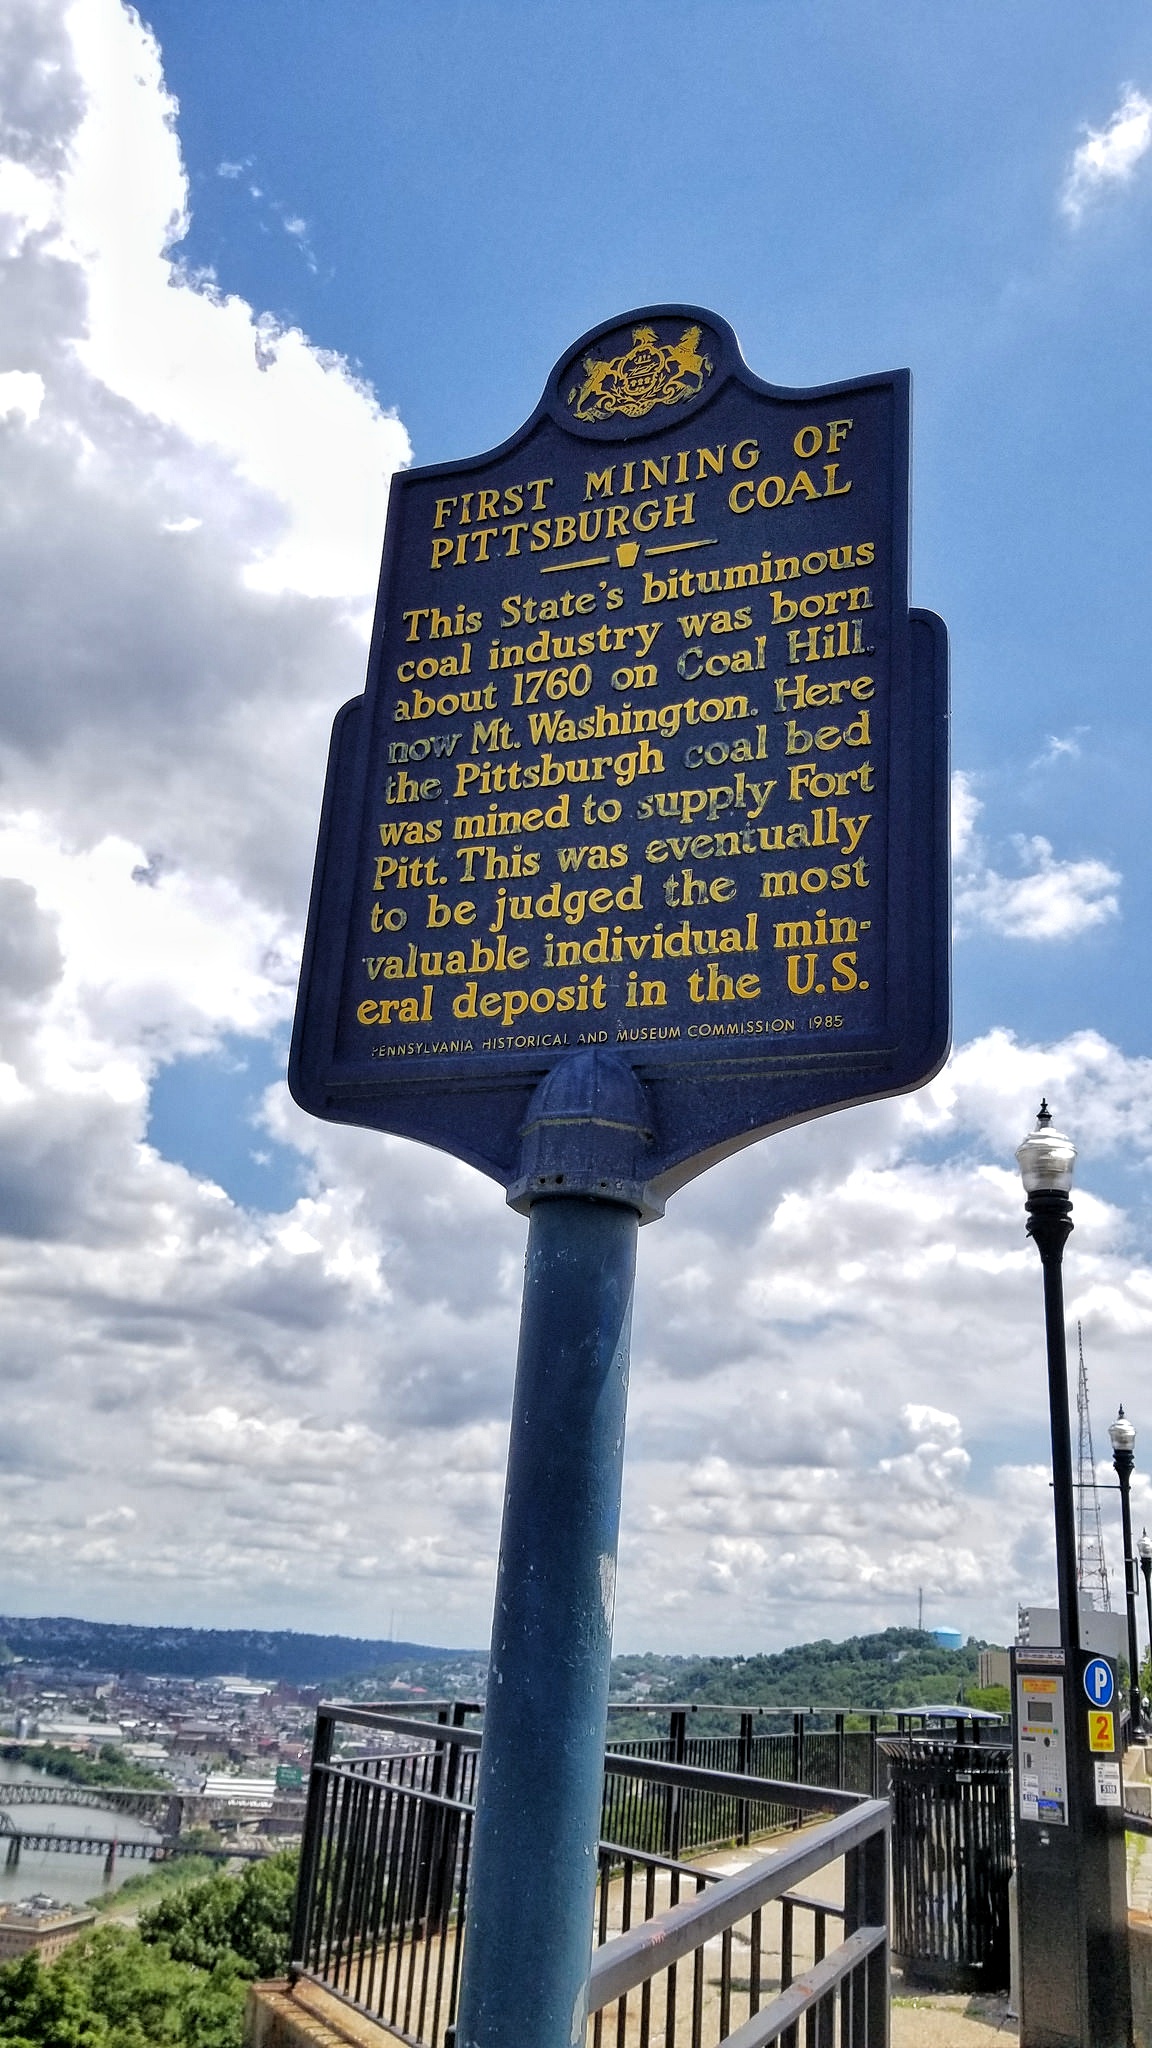 FIRST MINING OF
PITTSBURGH COAL
This State's bituminous
coal industry was born
about 1760 on Coal Hill,
now Mt. Washington. Here
the Pittsburgh coal bed
was mined to supply Fort
Pitt. This was eventually
to be judged the most
valuable individual min-
eral deposit in the U.S.
PENNSYLVANIA HISTORICAL AND MUSEUM COMMISSION 1985
P
2